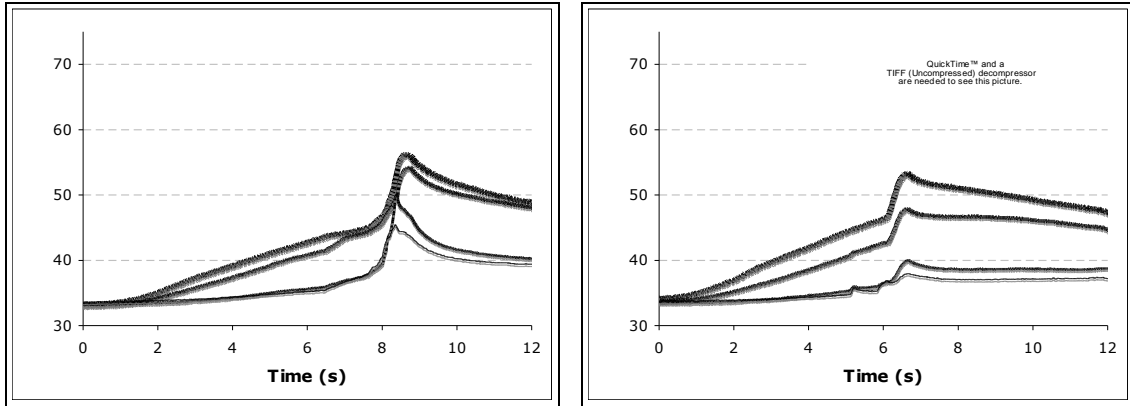 70
60
50
40
30
0 2 4 6 8 10 12
Time (s)
70
60
50
40
30
0 2 4 6 8 10 12
Time (s)
QuickTime™ and a
TIFF (Uncompressed) decompressor
are needed to see this picture.